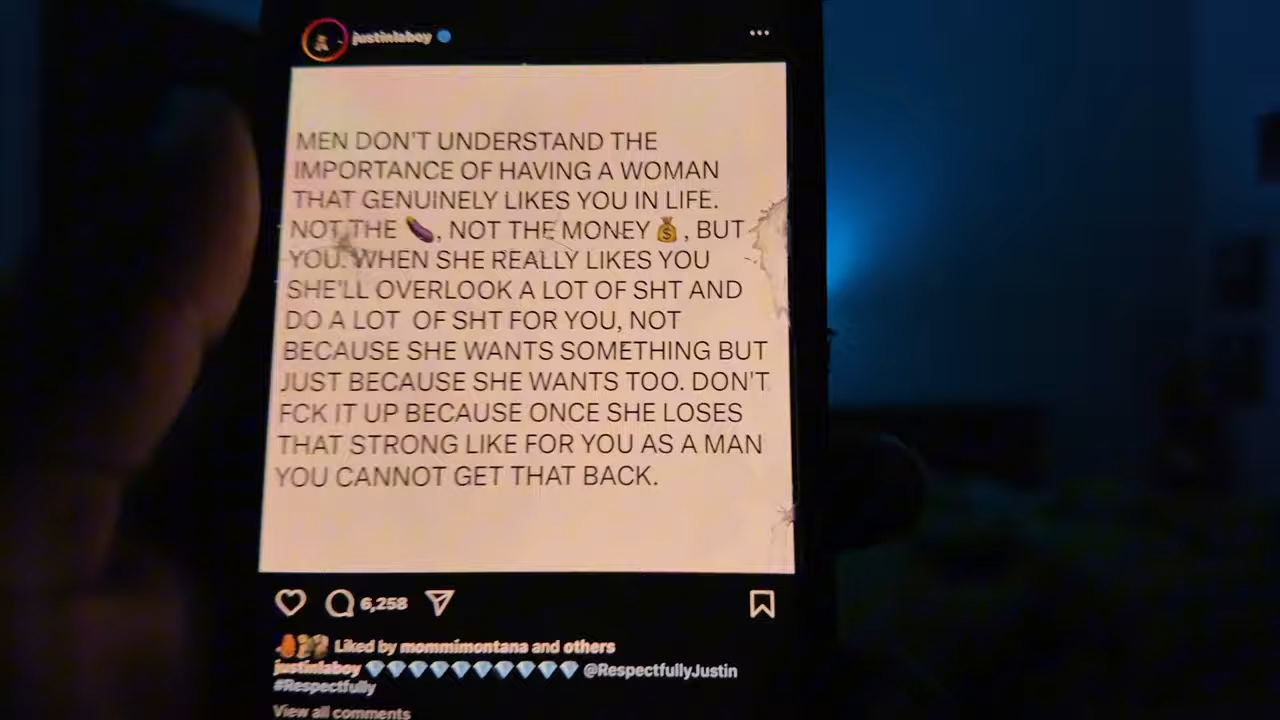 justinlaboy
MEN DON'T UNDERSTAND THE
IMPORTANCE OF HAVING A WOMAN
THAT GENUINELY LIKES YOU IN LIFE.
NOT THE 🍆, NOT THE MONEY 💰, BUT
YOU. WHEN SHE REALLY LIKES YOU
SHE'LL OVERLOOK A LOT OF SHT AND
DO A LOT OF SHT FOR YOU, NOT
BECAUSE SHE WANTS SOMETHING BUT
JUST BECAUSE SHE WANTS TOO. DON'T
FCK IT UP BECAUSE ONCE SHE LOSES
THAT STRONG LIKE FOR YOU AS A MAN
YOU CANNOT GET THAT BACK.
6,258
Liked by mommimontana and others
justinlaboy 💎💎💎💎💎💎💎💎💎💎 @RespectfullyJustin
#Respectfully
View all comments